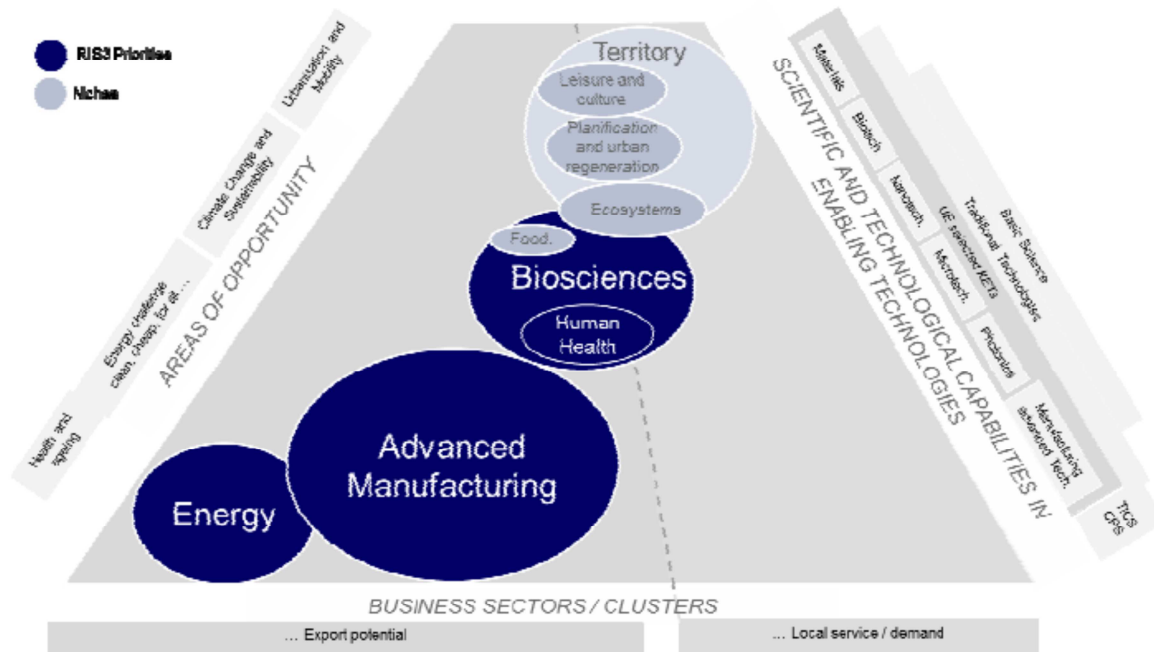 RIS3 Priorities
Niches
Urbanisation and
Mobility
Climate Change and
Sustainability
Energy challenge
clean, cheap, for all …
Health and
ageing
AREAS OF OPPORTUNITY
Territory
Leisure and
culture
Planification
and urban
regeneration
Ecosystems
Food.
Biosciences
Human
Health
Advanced
Manufacturing
Energy
SCIENTIFIC AND TECHNOLOGICAL CAPABILITIES IN
ENABLING TECHNOLOGIES
Materials
Biotech
Nanotech.
Microtech.
Photonics
Manufacturing
advanced Tech.
UE selected KETs
Traditional Technologies
Basic Science
TICS
CPS
BUSINESS SECTORS / CLUSTERS
... Export potential
... Local service / demand